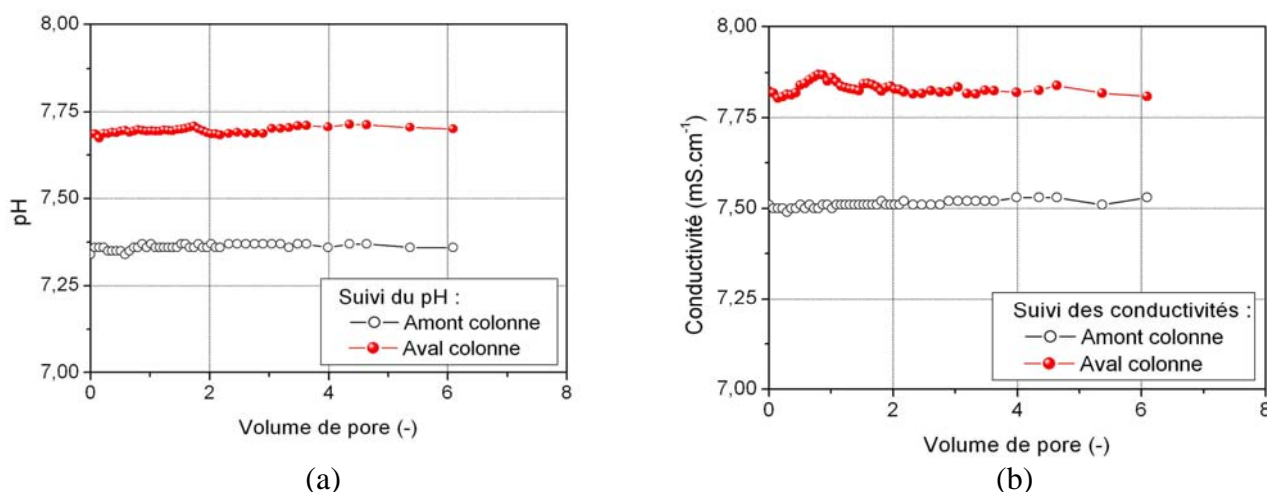 8,00
7,75
7,50
7,25
7,00
pH
0
2
4
6
8
Volume de pore (-)
Suivi du pH :
Amont colonne
Aval colonne
(a)
8,00
7,75
7,50
7,25
7,00
Conductivité (mS.cm⁻¹)
0
2
4
6
8
Volume de pore (-)
Suivi des conductivités :
Amont colonne
Aval colonne
(b)